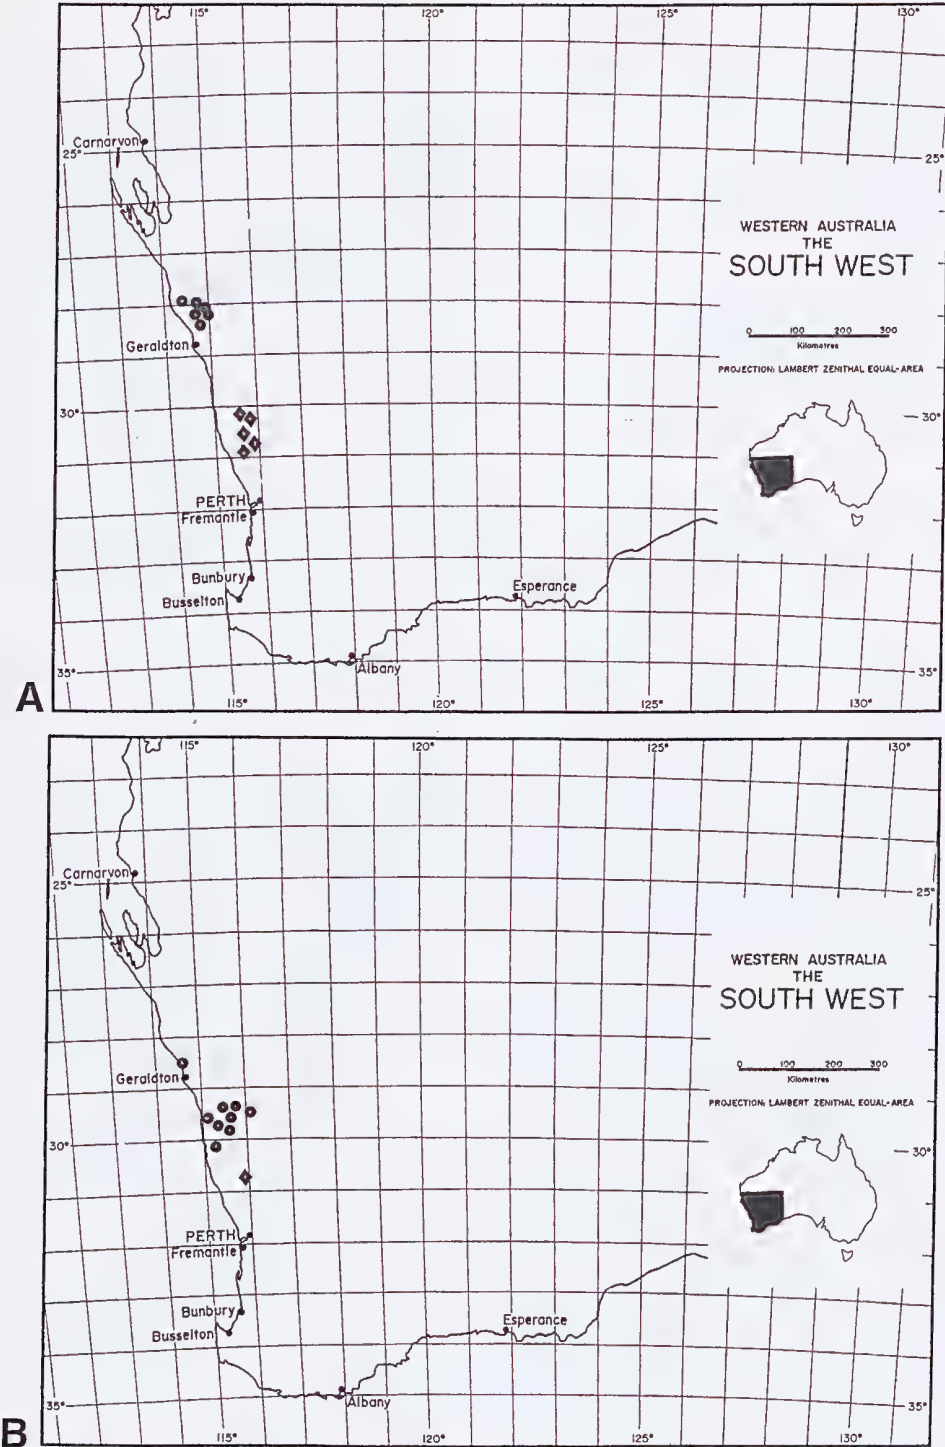 115° 120° 125° 130°
Carnarvon
25° 25°
WESTERN AUSTRALIA
THE
SOUTH WEST
0 100 200 300
Kilometres
Geraldton
PROJECTION: LAMBERT ZENITHAL EQUAL-AREA
30° 30°
PERTH
Fremantle
Bunbury
Busselton
Esperance
Albany
35° 35°
A
115° 120° 125° 130°
115° 120° 125° 130°
Carnarvon
25° 25°
WESTERN AUSTRALIA
THE
SOUTH WEST
0 100 200 300
Kilometres
Geraldton
PROJECTION: LAMBERT ZENITHAL EQUAL-AREA
30° 30°
PERTH
Fremantle
Bunbury
Busselton
Esperance
Albany
35° 35°
B
115° 120° 125° 130°